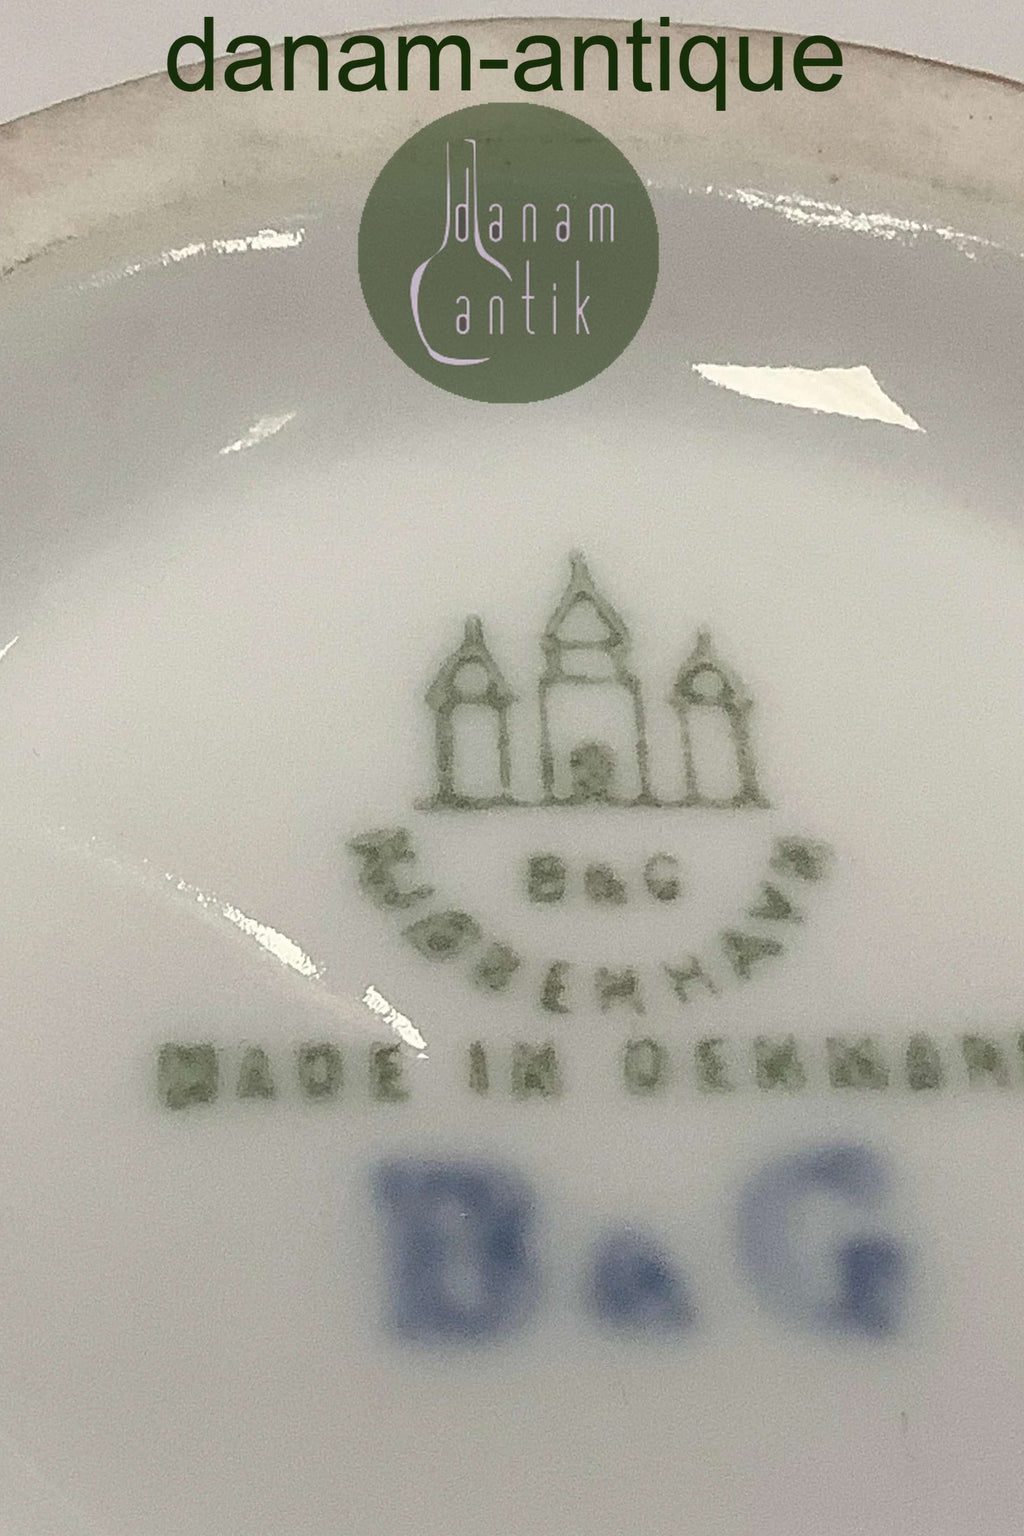 danam-antique
danam
antik
B&G
KJØBENHAVN
MADE IN DENMARK
B&G